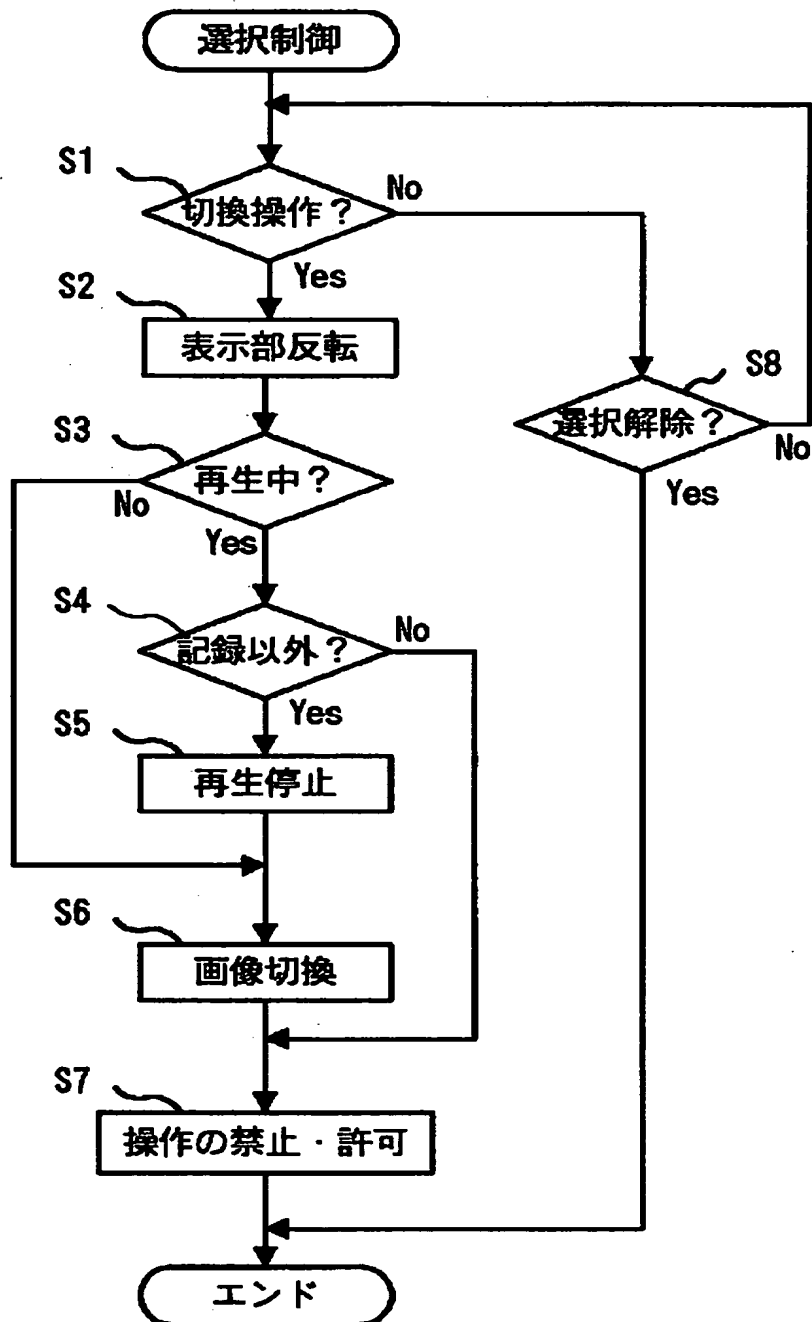 選択制御
S1
切換操作？
No
Yes
S2
表示部反転
S8
選択解除？
No
Yes
S3
再生中？
No
Yes
S4
記録以外？
No
Yes
S5
再生停止
S6
画像切換
S7
操作の禁止・許可
エンド